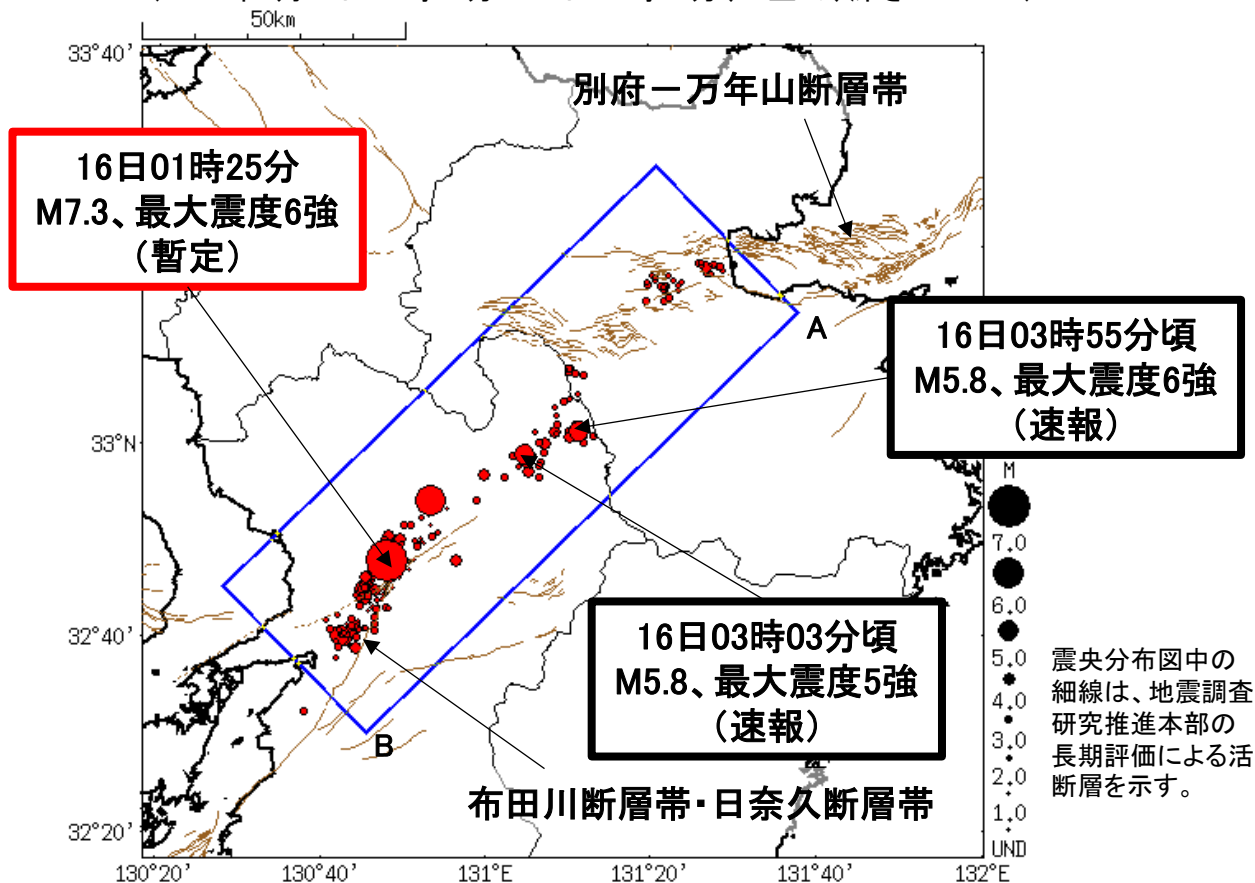 50km
33°40'
別府－万年山断層帯
16日01時25分
M7.3、最大震度6強
（暫定）
A
16日03時55分頃
M5.8、最大震度6強
（速報）
33°N
M
7.0
6.0
5.0
4.0
3.0
2.0
1.0
UND
32°40'
16日03時03分頃
M5.8、最大震度5強
（速報）
震央分布図中の
細線は、地震調査
研究推進本部の
長期評価による活
断層を示す。
B
布田川断層帯・日奈久断層帯
32°20'
130°20'
130°40'
131°E
131°20'
131°40'
132°E